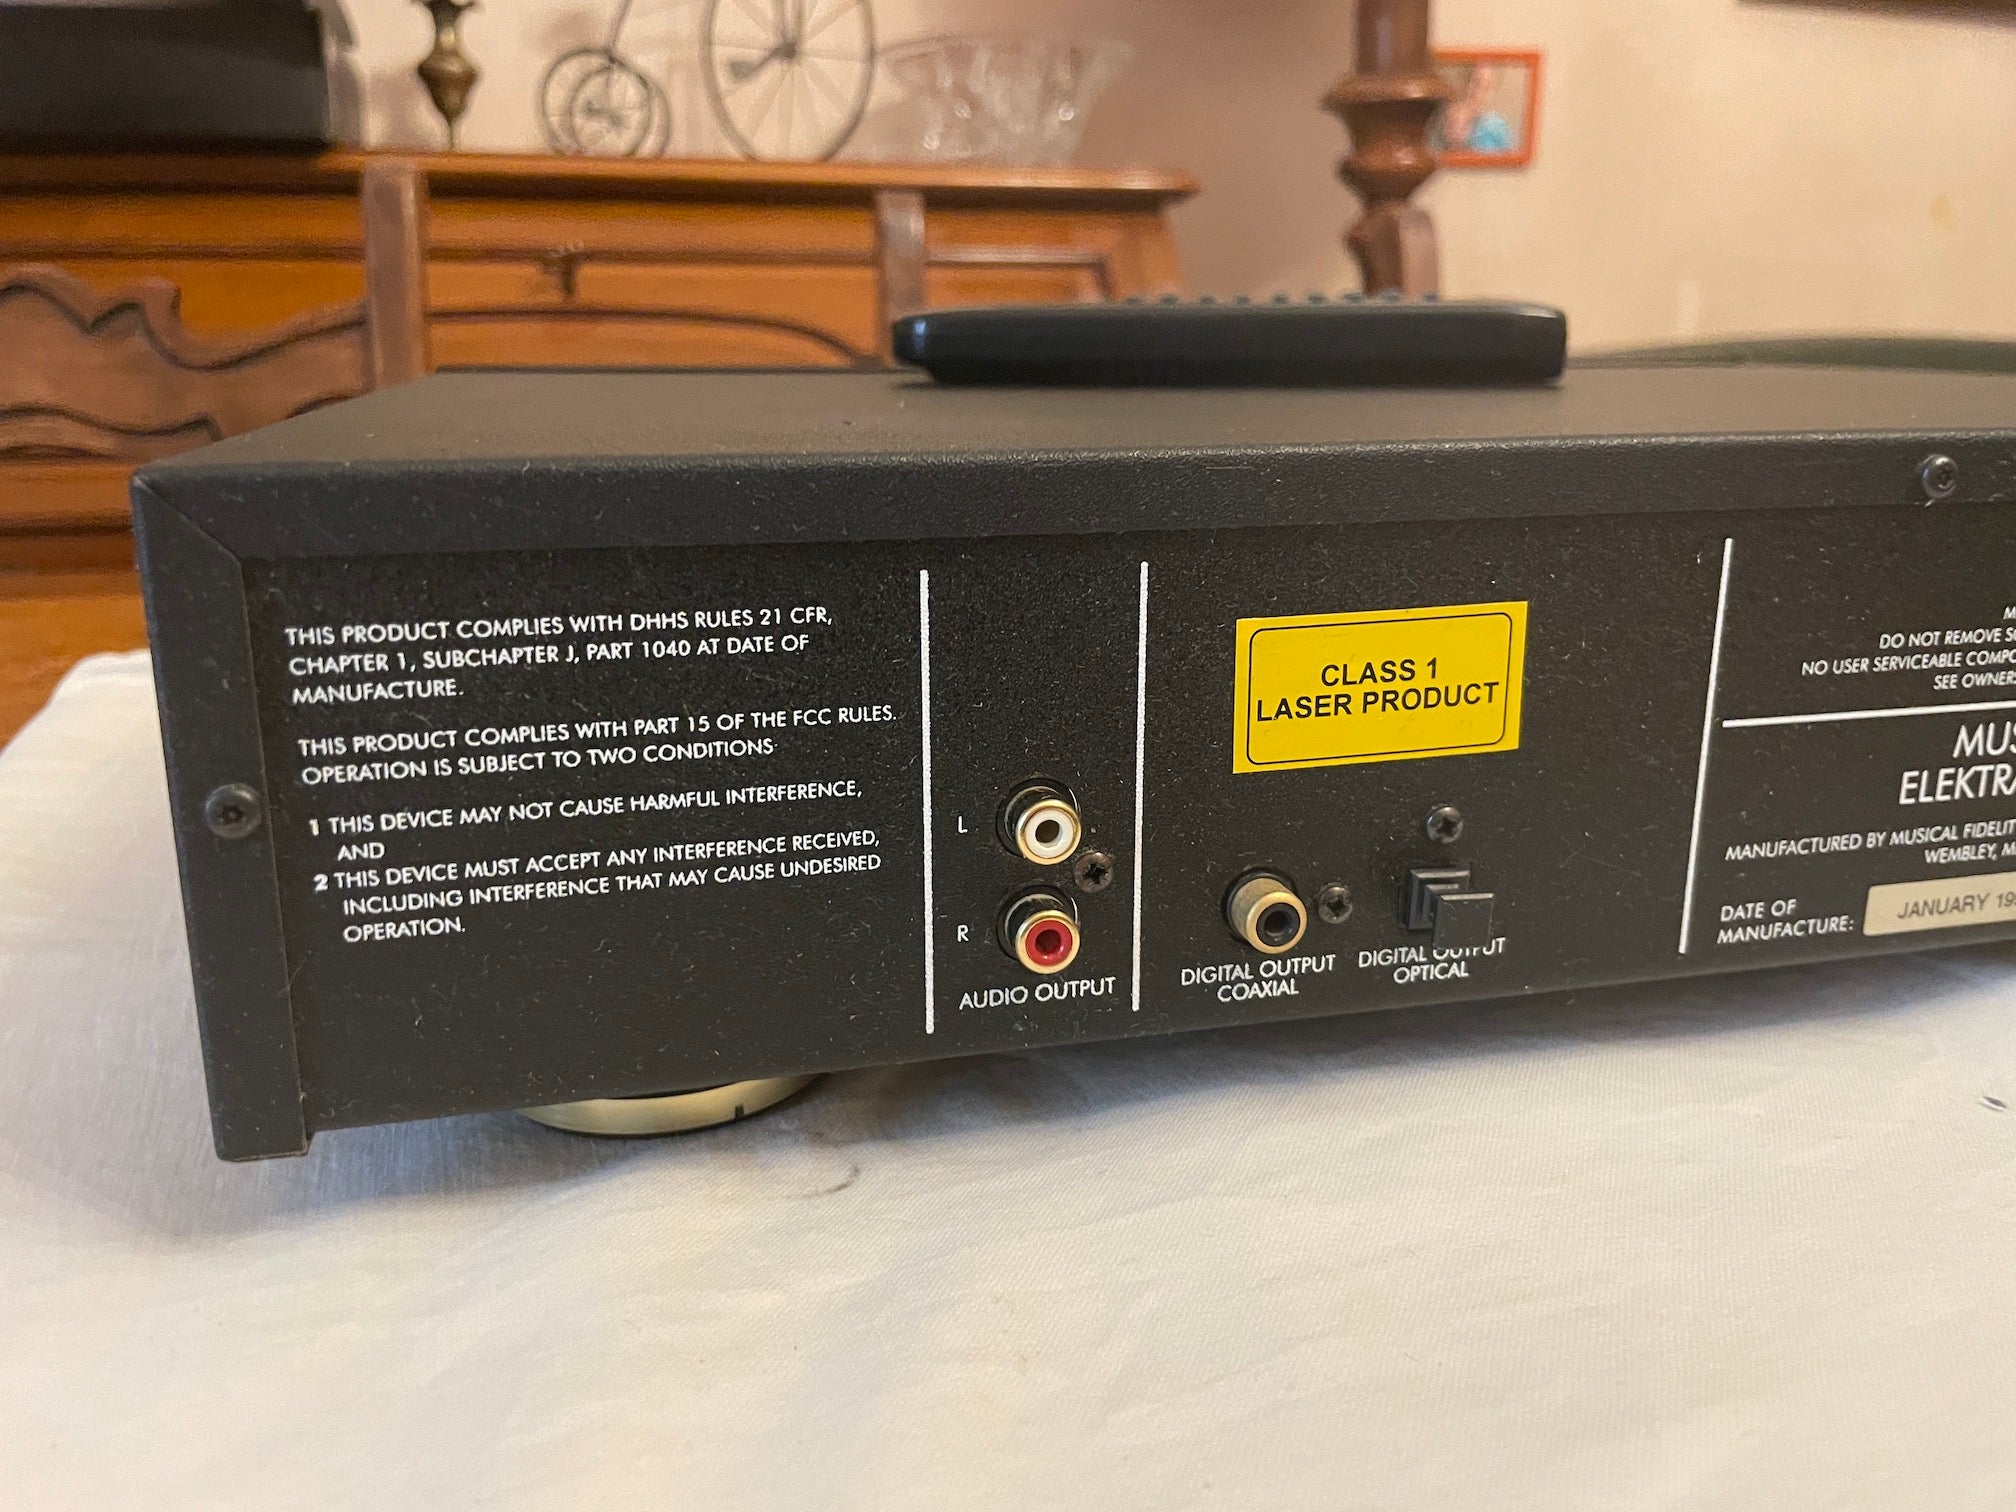 THIS PRODUCT COMPLIES WITH DHHS RULES 21 CFR,
CHAPTER 1, SUBCHAPTER J, PART 1040 AT DATE OF
MANUFACTURE.
THIS PRODUCT COMPLIES WITH PART 15 OF THE FCC RULES.
OPERATION IS SUBJECT TO TWO CONDITIONS
1 THIS DEVICE MAY NOT CAUSE HARMFUL INTERFERENCE,
AND
2 THIS DEVICE MUST ACCEPT ANY INTERFERENCE RECEIVED,
INCLUDING INTERFERENCE THAT MAY CAUSE UNDESIRED
OPERATION.
L
R
AUDIO OUTPUT
CLASS 1
LASER PRODUCT
DIGITAL OUTPUT
COAXIAL
DIGITAL OUTPUT
OPTICAL
DO NOT REMOVE
NO USER SERVICEABLE
SEE
MANUFACTURED BY MUSICAL
WEMBLEY,
DATE OF
MANUFACTURE:
JANUARY